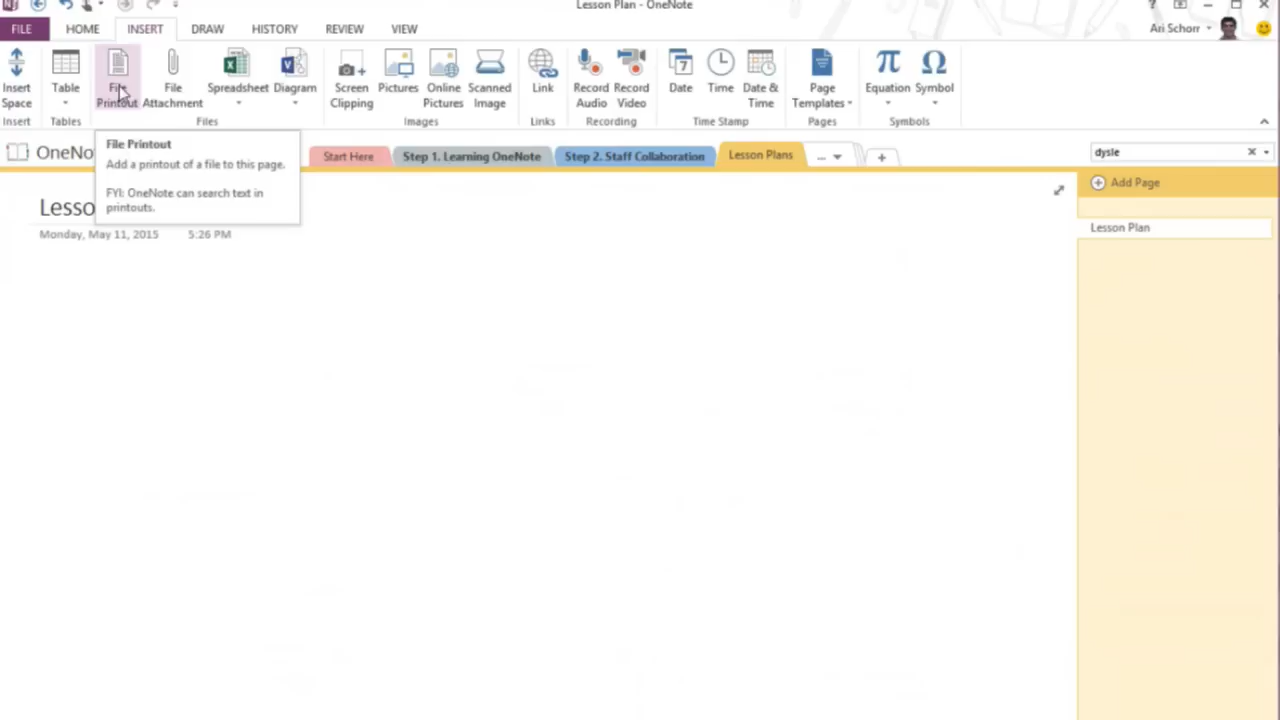 Lesson Plan - OneNote
?
FILE HOME INSERT DRAW HISTORY REVIEW VIEW
Ari Schorr
Insert Space
Table
File Printout
File Attachment
Spreadsheet
Diagram
Screen Clipping
Pictures
Online Pictures
Scanned Image
Link
Record Audio
Record Video
Date
Time
Date & Time
Page Templates
π Equation
Ω Symbol
Insert Tables Files Images Links Recording Time Stamp Pages Symbols
File Printout
Add a printout of a file to this page.
FYI: OneNote can search text in
printouts.
OneNo
Start Here Step 1. Learning OneNote Step 2. Staff Collaboration Lesson Plans ... +
dysle
Add Page
Lesso
Lesson Plan
Monday, May 11, 2015 5:26 PM